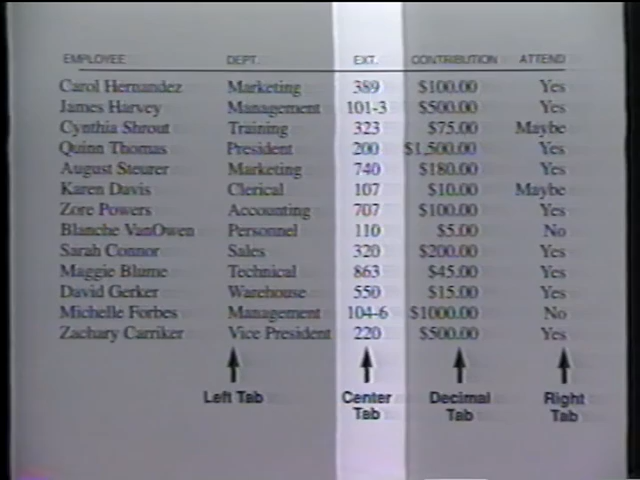 EMPLOYEE DEPT. EXT. CONTRIBUTION ATTEND
Carol Hernandez Marketing 389 $100.00 Yes
James Harvey Management 101-3 $500.00 Yes
Cynthia Shrout Training 323 $75.00 Maybe
Quinn Thomas President 200 $1,500.00 Yes
August Steurer Marketing 740 $180.00 Yes
Karen Davis Clerical 107 $10.00 Maybe
Zore Powers Accounting 707 $100.00 Yes
Blanche VanOwen Personnel 110 $5.00 No
Sarah Connor Sales 320 $200.00 Yes
Maggie Blume Technical 863 $45.00 Yes
David Gerker Warehouse 550 $15.00 Yes
Michelle Forbes Management 104-6 $1000.00 No
Zachary Carriker Vice President 220 $500.00 Yes
Left Tab Center Tab Decimal Tab Right Tab